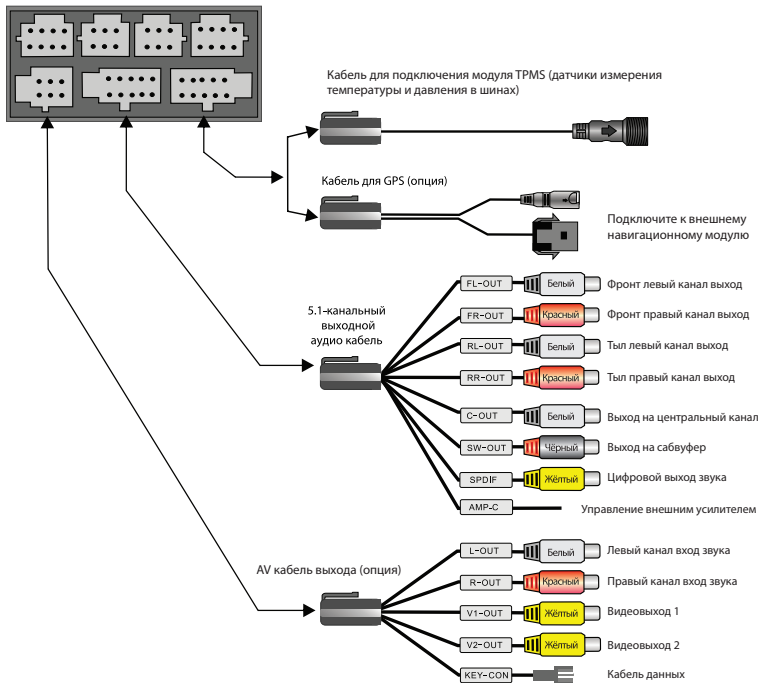 Кабель для подключения модуля TPMS (датчики измерения
температуры и давления в шинах)
Кабель для GPS (опция)
Подключите к внешнему
навигационному модулю
5.1-канальный
выходной
аудио кабель
FL-OUT Белый Фронт левый канал выход
FR-OUT Красный Фронт правый канал выход
RL-OUT Белый Тыл левый канал выход
RR-OUT Красный Тыл правый канал выход
C-OUT Белый Выход на центральный канал
SW-OUT Чёрный Выход на сабвуфер
SPDIF Жёлтый Цифровой выход звука
AMP-C Управление внешним усилителем
AV кабель выхода (опция)
L-OUT Белый Левый канал вход звука
R-OUT Красный Правый канал вход звука
V1-OUT Жёлтый Видеовыход 1
V2-OUT Жёлтый Видеовыход 2
KEY-CON Кабель данных